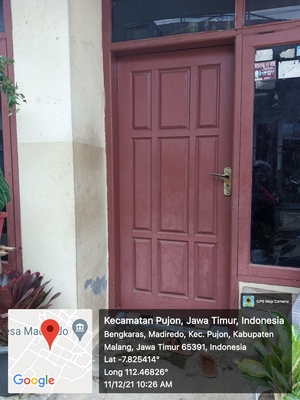 GPS Map Camera
esa Madiredo
Google
Kecamatan Pujon, Jawa Timur, Indonesia
Bengkaras, Madiredo, Kec. Pujon, Kabupaten
Malang, Jawa Timur 65391, Indonesia
Lat -7.825414°
Long 112.46826°
11/12/21 10:26 AM